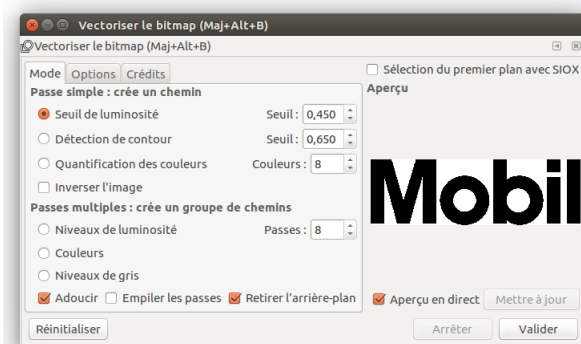 Vectoriser le bitmap (Maj+Alt+B)
Vectoriser le bitmap (Maj+Alt+B)
Mode Options Crédits
Sélection du premier plan avec SIOX
Passe simple : crée un chemin
Aperçu
Seuil de luminosité Seuil : 0,450
Détection de contour Seuil : 0,650
Quantification des couleurs Couleurs : 8
Inverser l'image
Mobil
Passes multiples : crée un groupe de chemins
Niveaux de luminosité Passes : 8
Couleurs
Niveaux de gris
Adoucir Empiler les passes Retirer l'arrière-plan
Aperçu en direct Mettre à jour
Réinitialiser Arrêter Valider